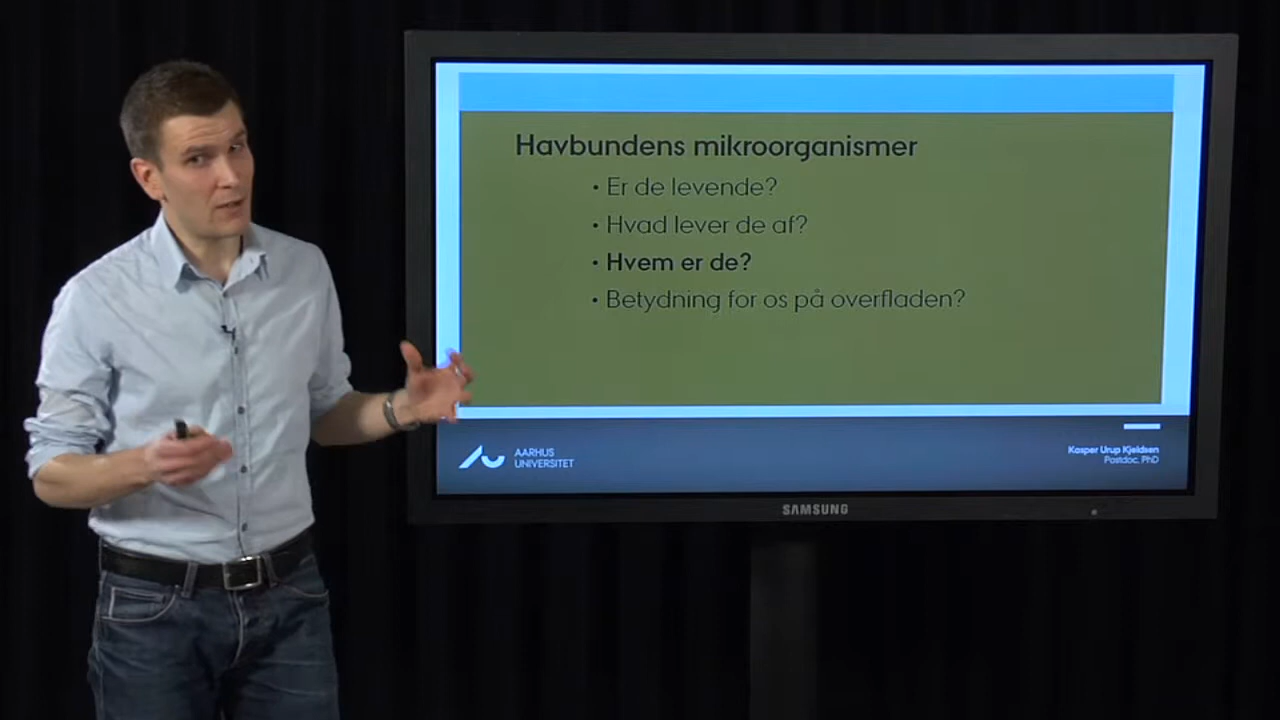 Havbundens mikroorganismer
• Er de levende?
• Hvad lever de af?
• Hvem er de?
• Betydning for os på overfladen?
AARHUS
UNIVERSITET
Kasper Urup Kjeldsen
Postdoc, PhD
SAMSUNG